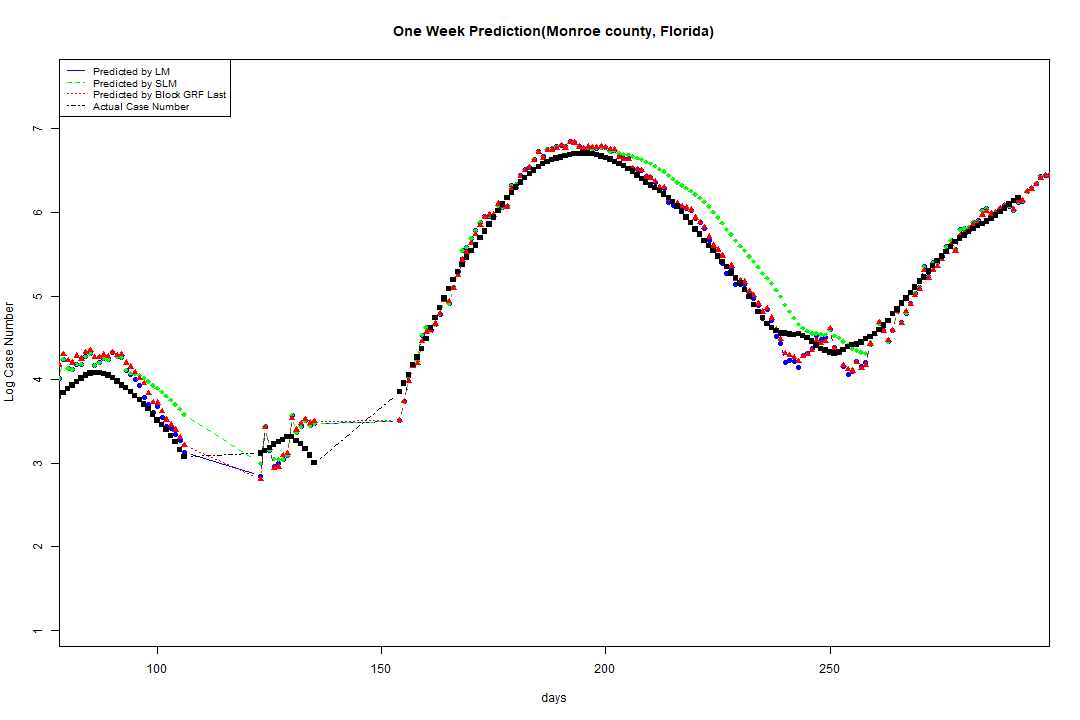 One Week Prediction(Monroe county, Florida)
Predicted by LM
Predicted by SLM
Predicted by Block GRF Last
Actual Case Number
Log Case Number
7
6
5
4
3
2
1
100
150
200
250
days